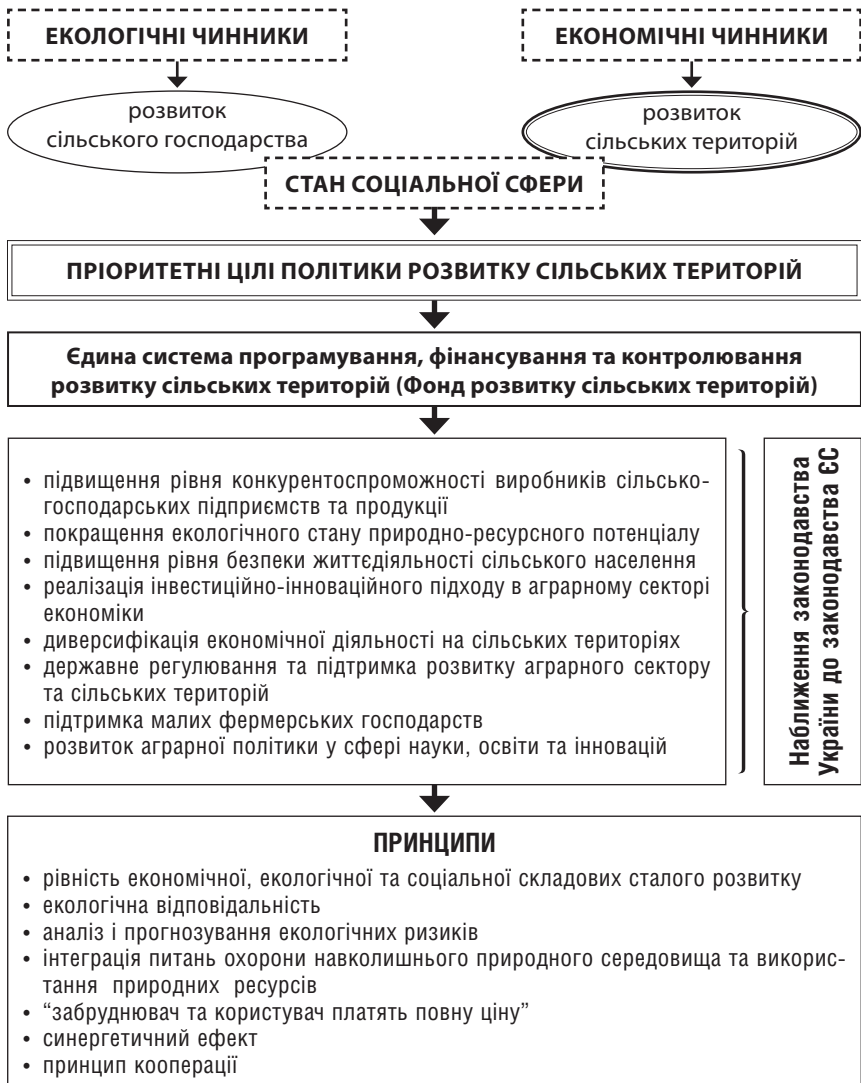 ЕКОЛОГІЧНІ ЧИННИКИ
ЕКОНОМІЧНІ ЧИННИКИ
розвиток
сільського господарства
розвиток
сільських територій
СТАН СОЦІАЛЬНОЇ СФЕРИ
ПРІОРИТЕТНІ ЦІЛІ ПОЛІТИКИ РОЗВИТКУ СІЛЬСЬКИХ ТЕРИТОРІЙ
Єдина система програмування, фінансування та контролювання
розвитку сільських територій (Фонд розвитку сільських територій)
• підвищення рівня конкурентоспроможності виробників сільсько-
господарських підприємств та продукції
• покращення екологічного стану природно-ресурсного потенціалу
• підвищення рівня безпеки життєдіяльності сільського населення
• реалізація інвестиційно-інноваційного підходу в аграрному секторі
економіки
• диверсифікація економічної діяльності на сільських територіях
• державне регулювання та підтримка розвитку аграрного сектору
та сільських територій
• підтримка малих фермерських господарств
• розвиток аграрної політики у сфері науки, освіти та інновацій
Наближення законодавства
України до законодавства ЄС
ПРИНЦИПИ
• рівність економічної, екологічної та соціальної складових сталого розвитку
• екологічна відповідальність
• аналіз і прогнозування екологічних ризиків
• інтеграція питань охорони навколишнього природного середовища та викорис-
тання природних ресурсів
• “забруднювач та користувач платять повну ціну”
• синергетичний ефект
• принцип кооперації